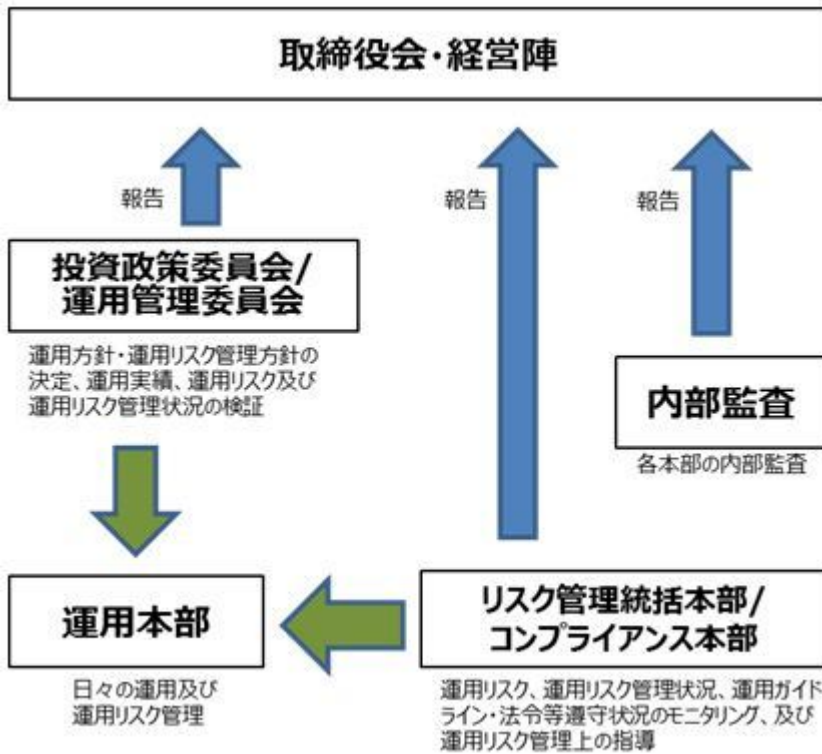 取締役会・経営陣
報告
報告
報告
投資政策委員会/
運用管理委員会
運用方針・運用リスク管理方針の
決定、運用実績、運用リスク及び
運用リスク管理状況の検証
内部監査
各本部の内部監査
運用本部
日々の運用及び
運用リスク管理
リスク管理統括本部/
コンプライアンス本部
運用リスク、運用リスク管理状況、運用ガイド
ライン・法令等遵守状況のモニタリング、及び
運用リスク管理上の指導